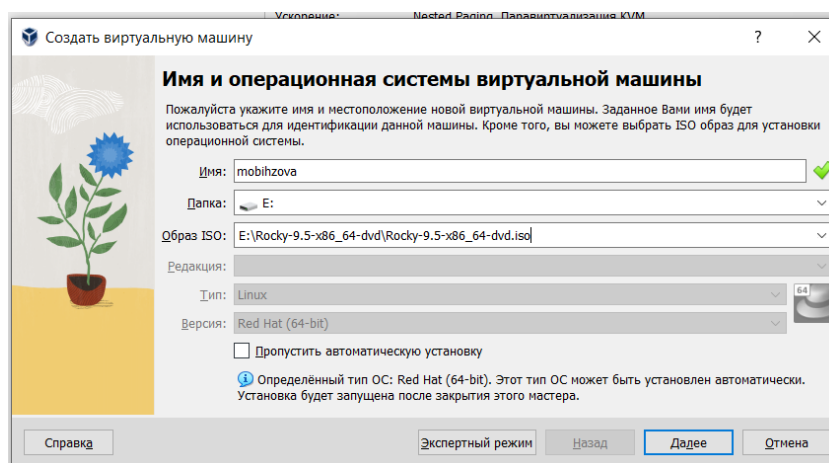 Ускорение: Nested Paging, Паравиртуализация KVM
Создать виртуальную машину ?
Имя и операционная системы виртуальной машины
Пожалуйста укажите имя и местоположение новой виртуальной машины. Заданное Вами имя будет
использоваться для идентификации данной машины. Кроме того, вы можете выбрать ISO образ для установки
операционной системы.
Имя: mobihzova
Папка: E:
Образ ISO: E:\Rocky-9.5-x86_64-dvd\Rocky-9.5-x86_64-dvd.iso
Редакция:
Тип: Linux
64
Версия: Red Hat (64-bit)
Пропустить автоматическую установку
Определённый тип ОС: Red Hat (64-bit). Этот тип ОС может быть установлен автоматически.
Установка будет запущена после закрытия этого мастера.
Справка Экспертный режим Назад Далее Отмена